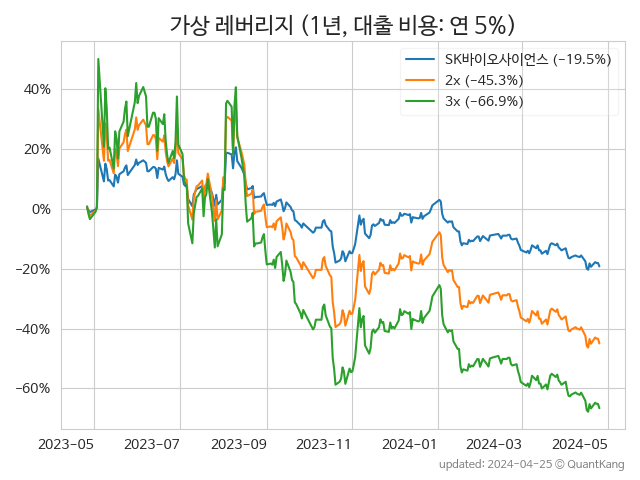 가상 레버리지 (1년, 대출 비용: 연 5%)
SK바이오사이언스 (−19.5%)
2x (−45.3%)
3x (−66.9%)
40%
20%
0%
−20%
−40%
−60%
2023-05 2023-07 2023-09 2023-11 2024-01 2024-03 2024-05
updated: 2024-04-25 © QuantKang